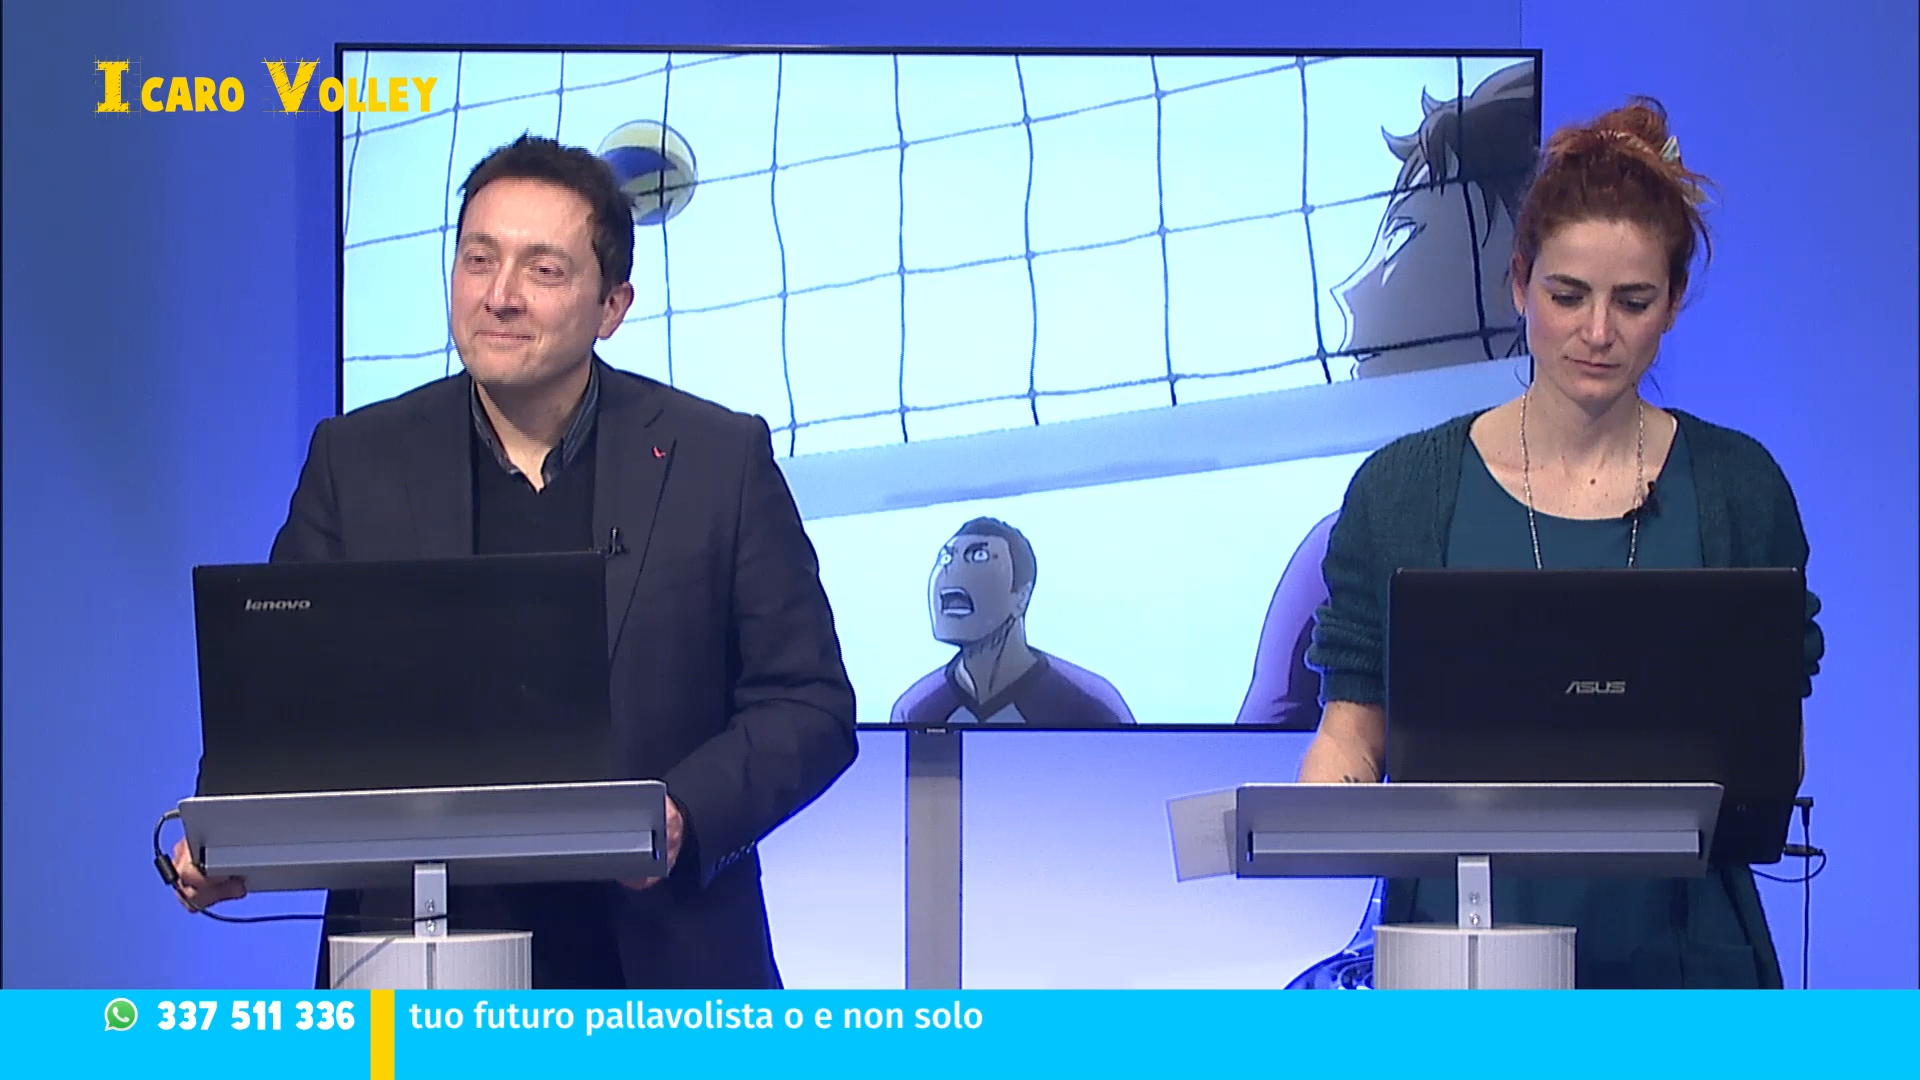 ICARO VOLLEY
lenovo
ASUS
337 511 336
tuo futuro pallavolista o e non solo